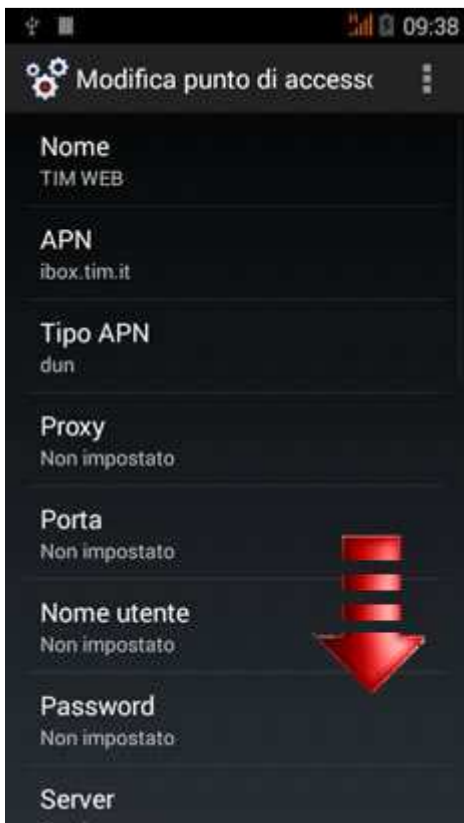 09:38
Modifica punto di accesso
Nome
TIM WEB
APN
ibox.tim.it
Tipo APN
dun
Proxy
Non impostato
Porta
Non impostato
Nome utente
Non impostato
Password
Non impostato
Server